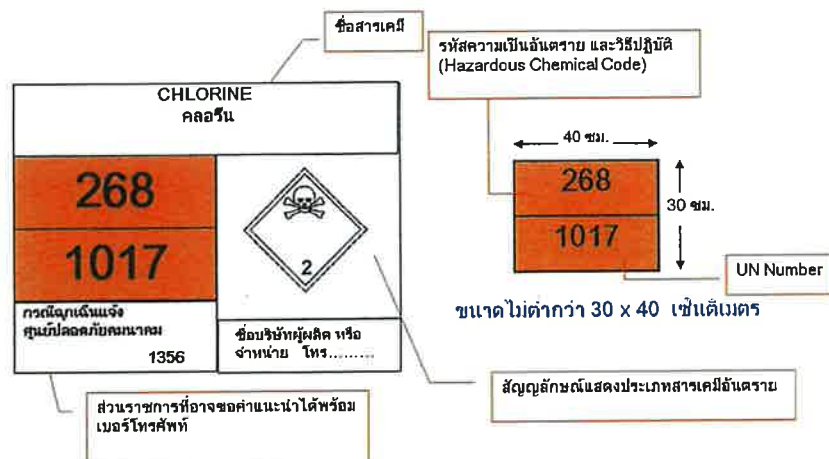 ชื่อสารเคมี
รหัสความเป็นอันตราย และวิธีปฏิบัติ
(Hazardous Chemical Code)
CHLORINE
คลอรีน
268
1017
2
กรณีฉุกเฉินแจ้ง
ศูนย์ปลอดภัยคมนาคม
1356
ชื่อบริษัทผู้ผลิต หรือ
จำหน่าย โทร.........
40 ซม.
268
1017
30 ซม.
UN Number
ขนาดไม่ต่ำกว่า 30 x 40 เซ็นติเมตร
สัญญลักษณ์แสดงประเภทสารเคมีอันตราย
ส่วนราชการที่อาจขอคำแนะนำได้พร้อม
เบอร์โทรศัพท์